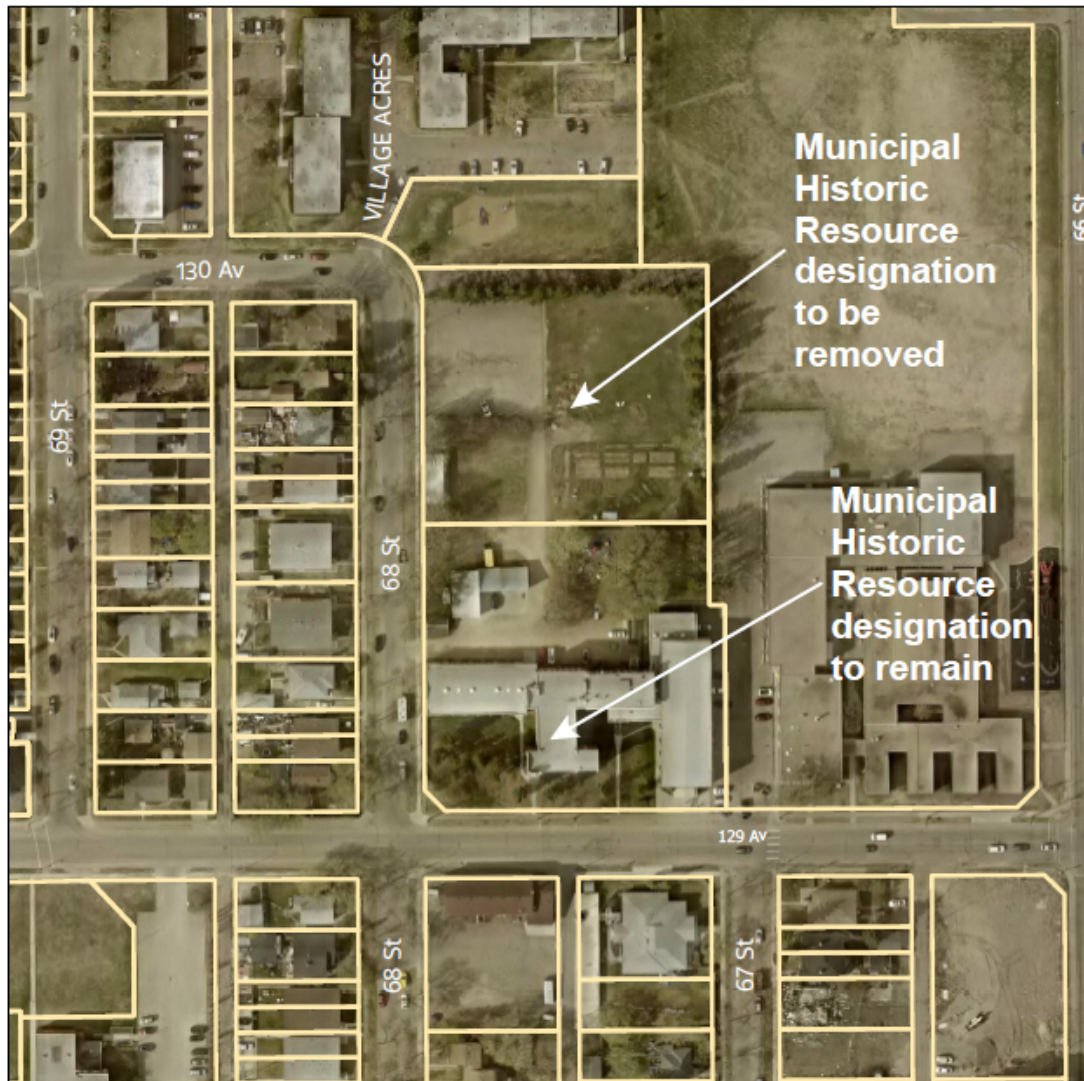 VILLAGE ACRES
Municipal
Historic
Resource
designation
to be
removed
66 St
130 Av
69 St
68 St
Municipal
Historic
Resource
designation
to remain
129 Av
68 St
67 St